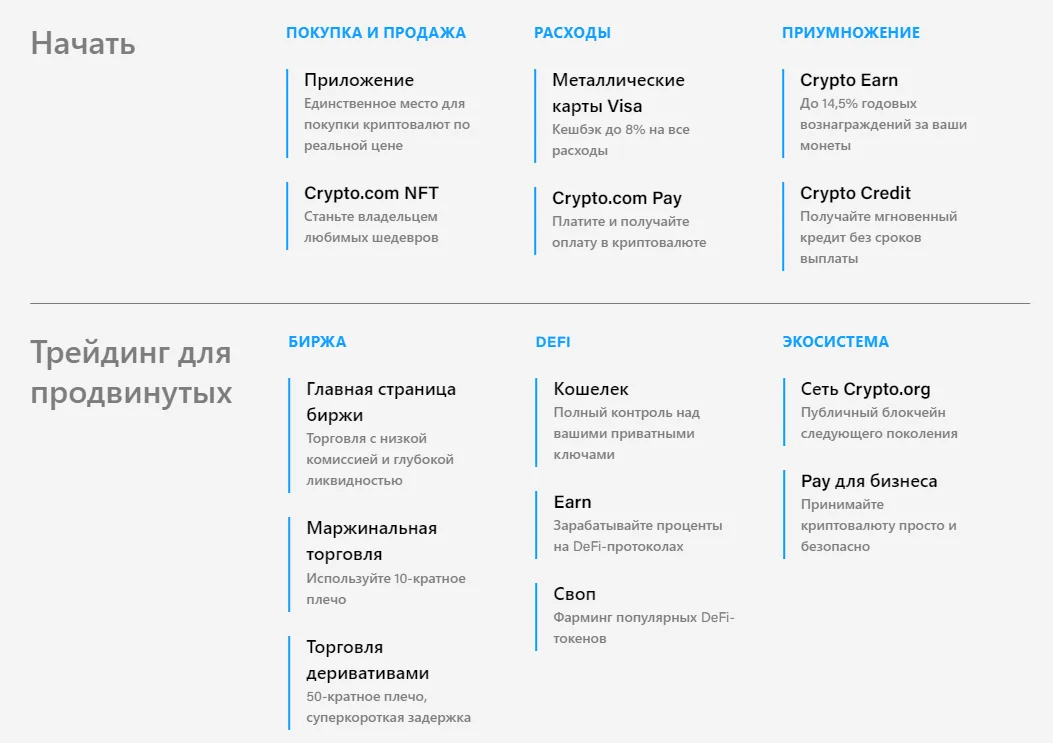 Начать
ПОКУПКА И ПРОДАЖА
Приложение
Единственное место для
покупки криптовалют по
реальной цене
Crypto.com NFT
Станьте владельцем
любимых шедевров
РАСХОДЫ
Металлические
карты Visa
Кешбэк до 8% на все
расходы
Crypto.com Pay
Платите и получайте
оплату в криптовалюте
ПРИУМНОЖЕНИЕ
Crypto Earn
До 14,5% годовых
вознаграждений за ваши
монеты
Crypto Credit
Получайте мгновенный
кредит без сроков
выплаты
Трейдинг для
продвинутых
БИРЖА
Главная страница
биржи
Торговля с низкой
комиссией и глубокой
ликвидностью
Маржинальная
торговля
Используйте 10-кратное
плечо
Торговля
деривативами
50-кратное плечо,
суперкороткая задержка
DEFI
Кошелек
Полный контроль над
вашими приватными
ключами
Earn
Зарабатывайте проценты
на DeFi-протоколах
Своп
Фарминг популярных DeFi-
токенов
ЭКОСИСТЕМА
Сеть Crypto.org
Публичный блокчейн
следующего поколения
Pay для бизнеса
Принимайте
криптовалюту просто и
безопасно